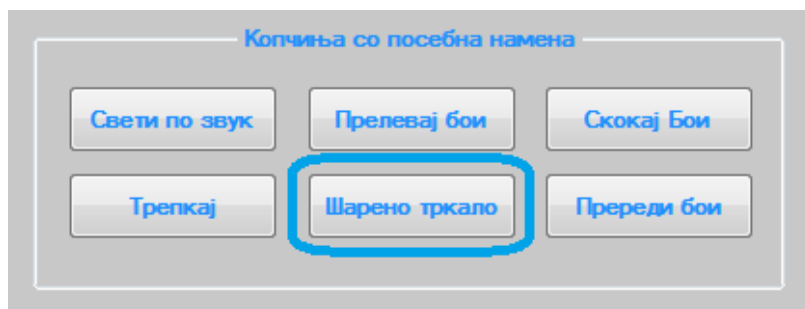 Копчиња со посебна намена
Свети по звук
Прелевај бои
Скокај Бои
Трепкај
Шарено тркало
Пререди бои